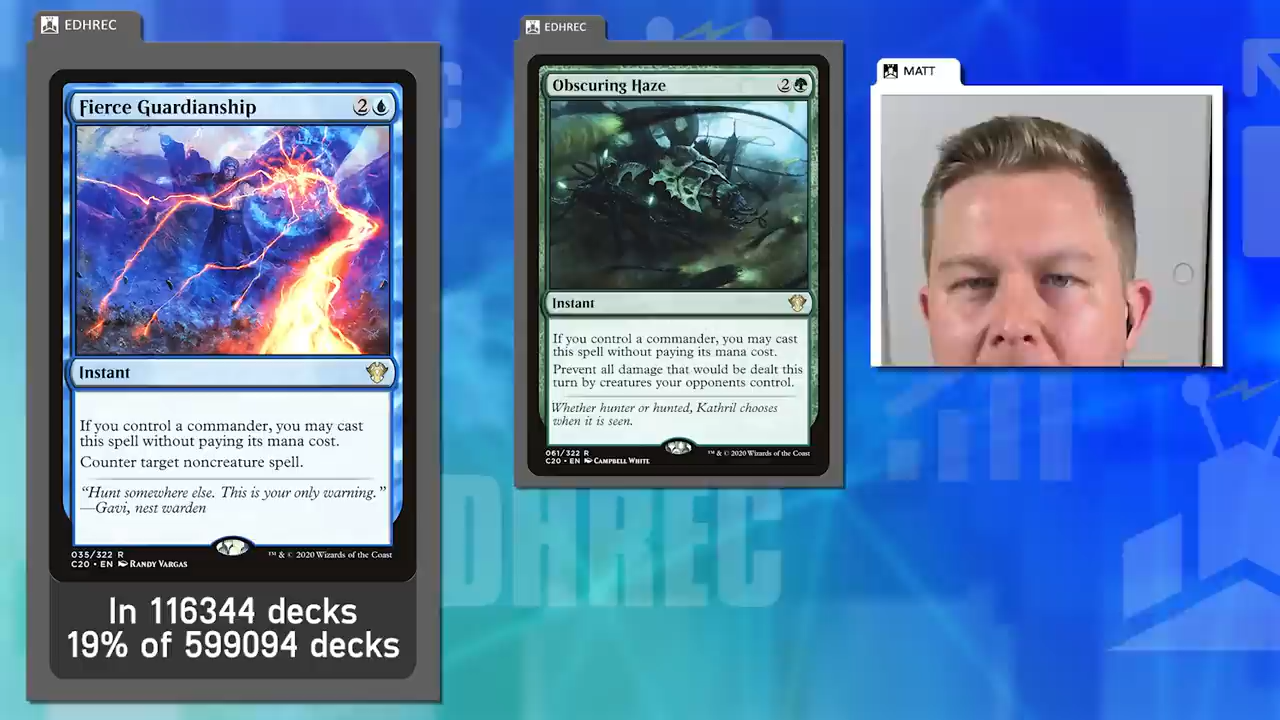 EDHREC
Fierce Guardianship 2
Instant
If you control a commander, you may cast
this spell without paying its mana cost.
Counter target noncreature spell.
"Hunt somewhere else. This is your only warning."
—Gavi, nest warden
035/322 R
C20 • EN Randy Vargas
™ & © 2020 Wizards of the Coast
In 116344 decks
19% of 599094 decks
EDHREC
Obscuring Haze 2
Instant
If you control a commander, you may cast
this spell without paying its mana cost.
Prevent all damage that would be dealt this
turn by creatures your opponents control.
Whether hunter or hunted, Kathril chooses
when it is seen.
061/322 R
C20 • EN Campbell White
™ & © 2020 Wizards of the Coast
MATT
DHREC